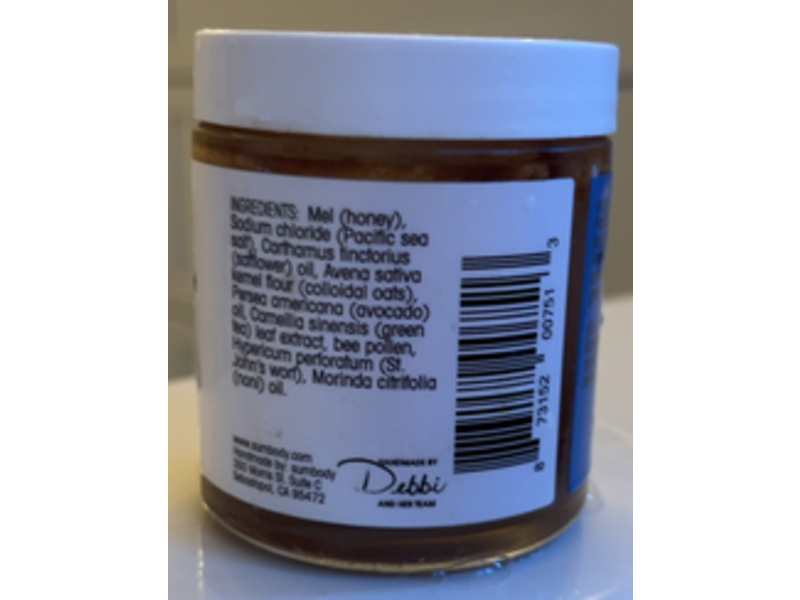 INGREDIENTS: Mel (honey),
Sodium chloride (Pacific sea
salt), Carthamus tinctorius
(safflower) oil, Avena sativa
kernel flour (colloidal oats),
Persea americana (avocado)
oil, Camellia sinensis (green
tea) leaf extract, bee pollen,
Hypericum perforatum (St.
John's wort), Morinda citrifolia
(noni) oil.
www.sumbody.com
Handmade by: sumbody
Morris St. Suite C
Sebastopol, CA 95472
HANDMADE BY
Debbi
AND HER TEAM
8 73152 00751 3